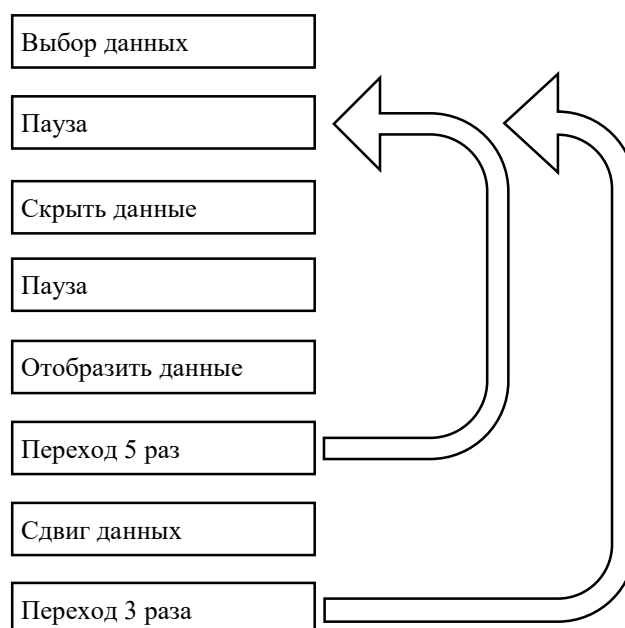 Выбор данных
Пауза
Скрыть данные
Пауза
Отобразить данные
Переход 5 раз
Сдвиг данных
Переход 3 раза